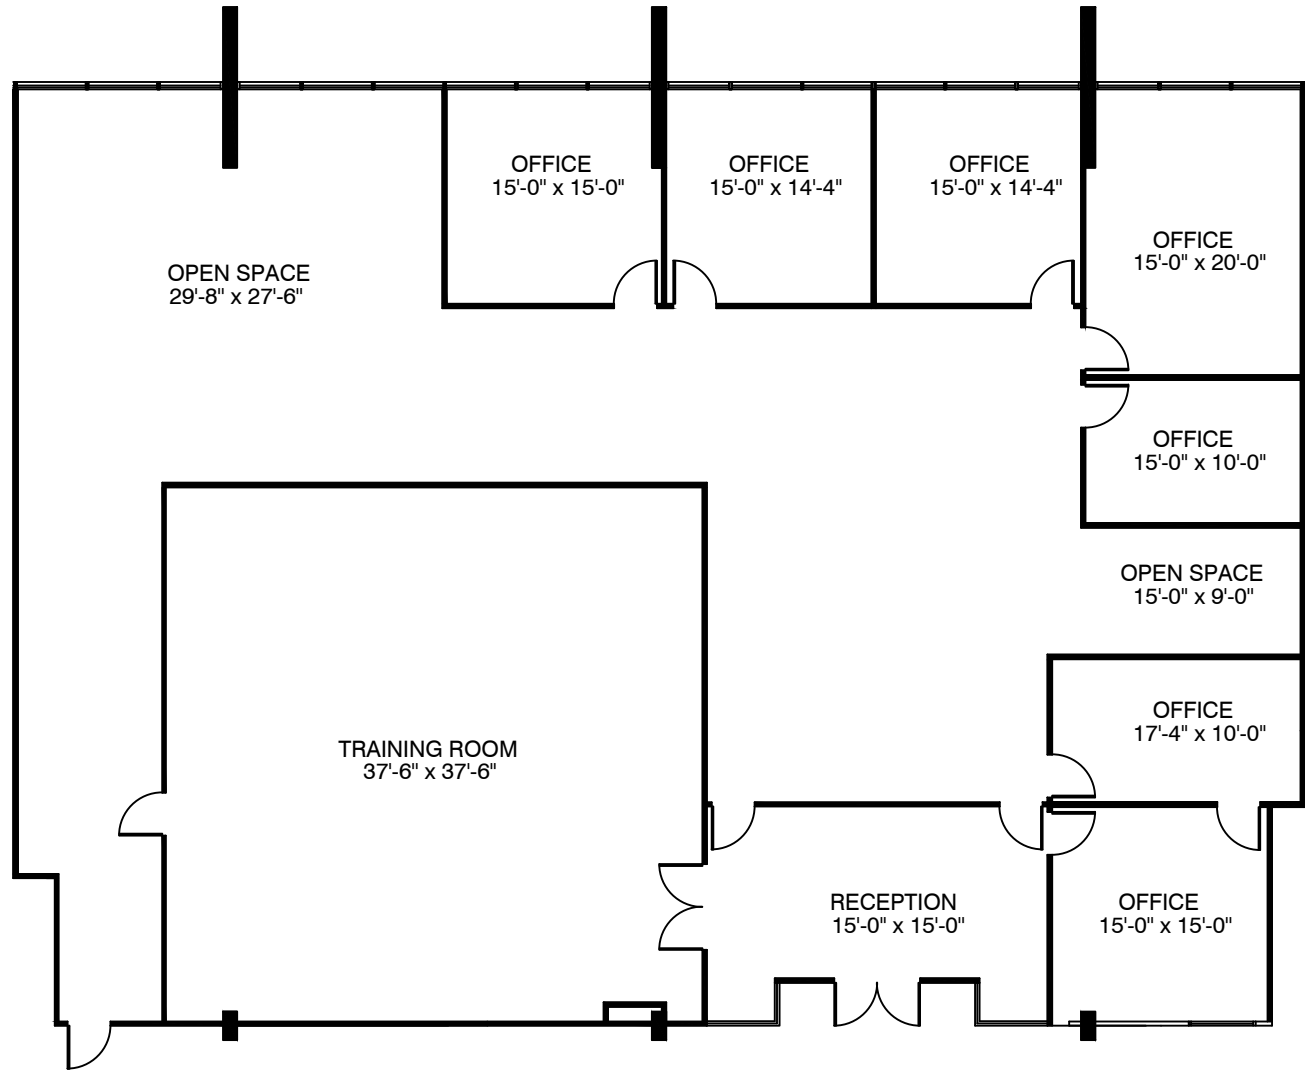 OFFICE
15'-0" x 15'-0"
OFFICE
15'-0" x 14'-4"
OFFICE
15'-0" x 14'-4"
OFFICE
15'-0" x 20'-0"
OPEN SPACE
29'-8" x 27'-6"
OFFICE
15'-0" x 10'-0"
OPEN SPACE
15'-0" x 9'-0"
OFFICE
17'-4" x 10'-0"
TRAINING ROOM
37'-6" x 37'-6"
RECEPTION
15'-0" x 15'-0"
OFFICE
15'-0" x 15'-0"